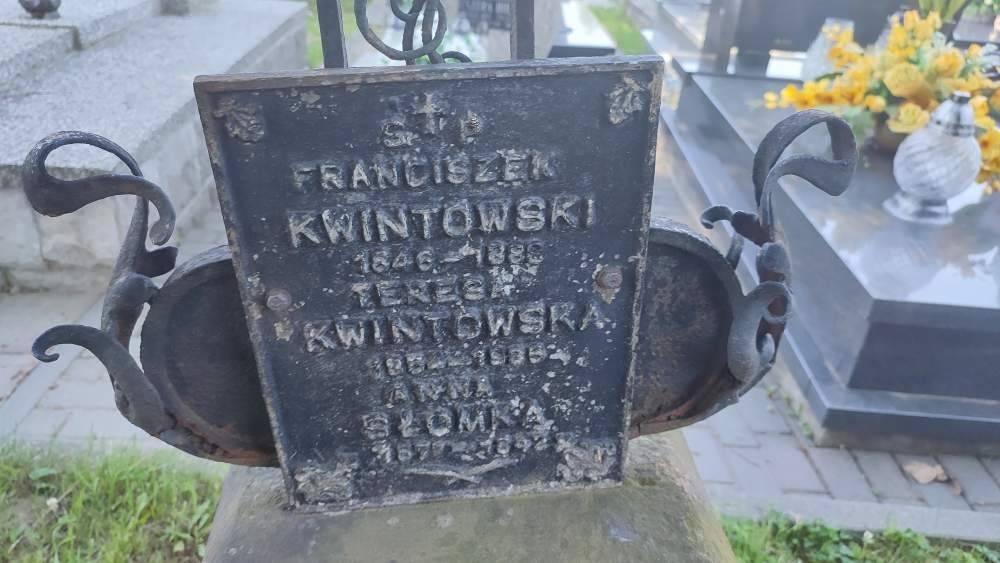 S✝P
FRANCISZEK
KWINTOWSKI
TERESA
KWINTOWSKA
ANNA
SŁOMKA